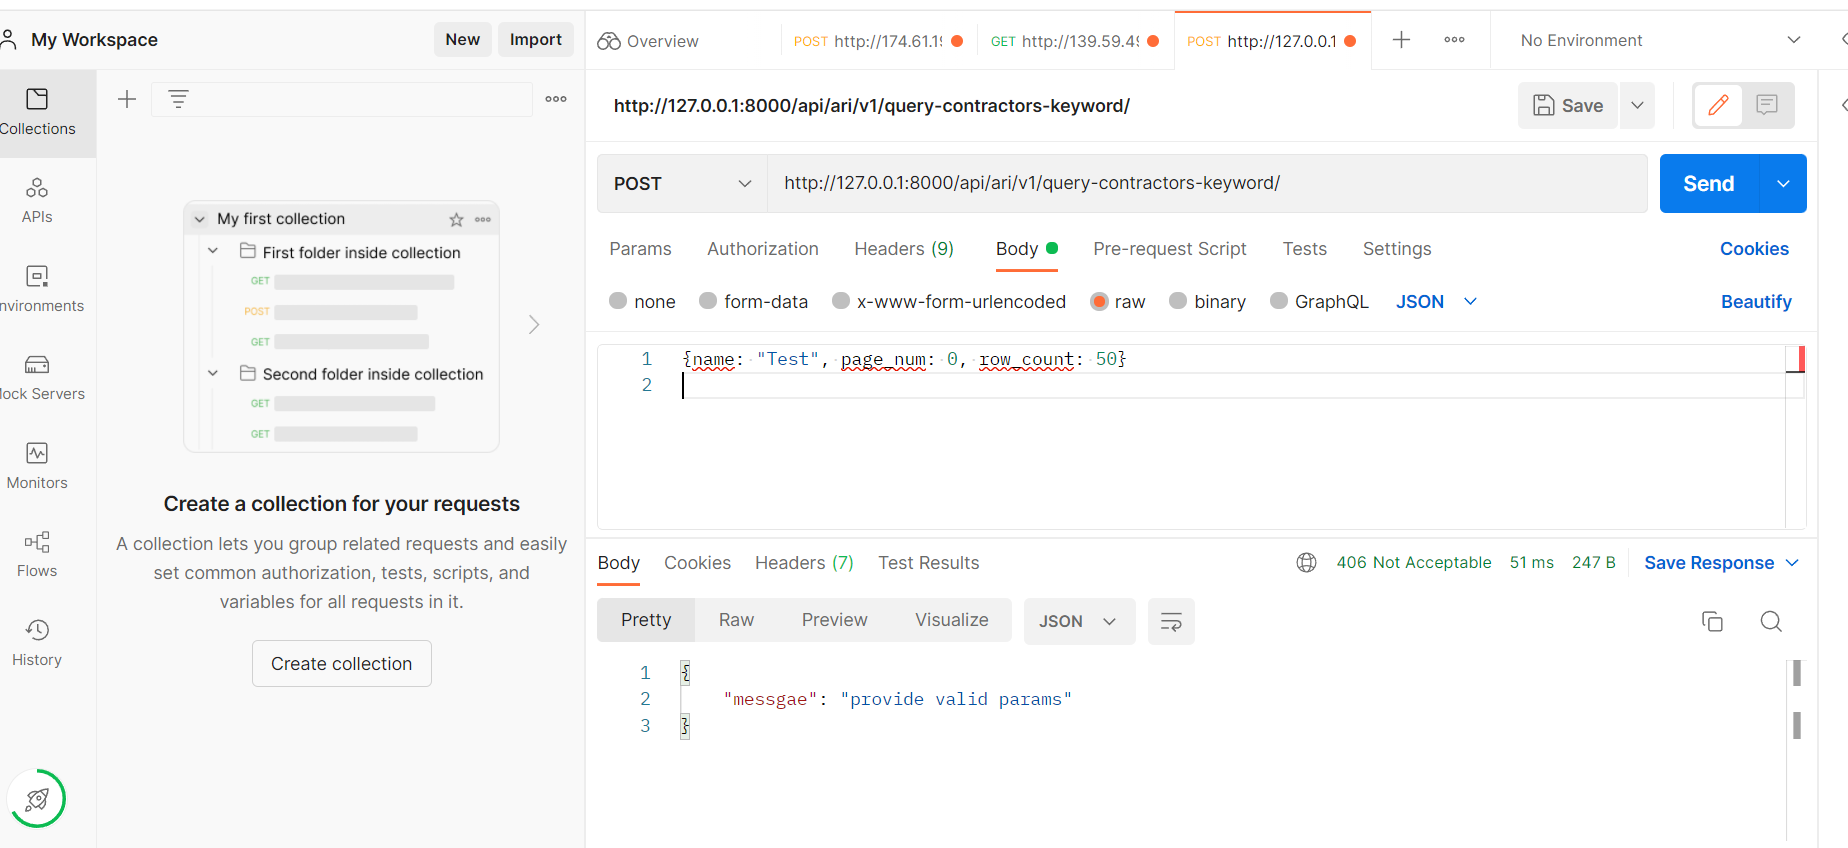 My Workspace
New
Import
Overview
POST http://174.61.19
GET http://139.59.49
POST http://127.0.0.1
No Environment
Collections
APIs
nvironments
lock Servers
Monitors
Flows
History
My first collection
First folder inside collection
GET
POST
GET
Second folder inside collection
GET
GET
Create a collection for your requests
A collection lets you group related requests and easily
set common authorization, tests, scripts, and
variables for all requests in it.
Create collection
http://127.0.0.1:8000/api/ari/v1/query-contractors-keyword/
Save
POST
http://127.0.0.1:8000/api/ari/v1/query-contractors-keyword/
Send
Params
Authorization
Headers (9)
Body
Pre-request Script
Tests
Settings
Cookies
none
form-data
x-www-form-urlencoded
raw
binary
GraphQL
JSON
Beautify
1 {name: "Test", page_num: 0, row_count: 50}
2
Body
Cookies
Headers (7)
Test Results
406 Not Acceptable
51 ms
247 B
Save Response
Pretty
Raw
Preview
Visualize
JSON
1 {
2 "messgae": "provide valid params"
3 }